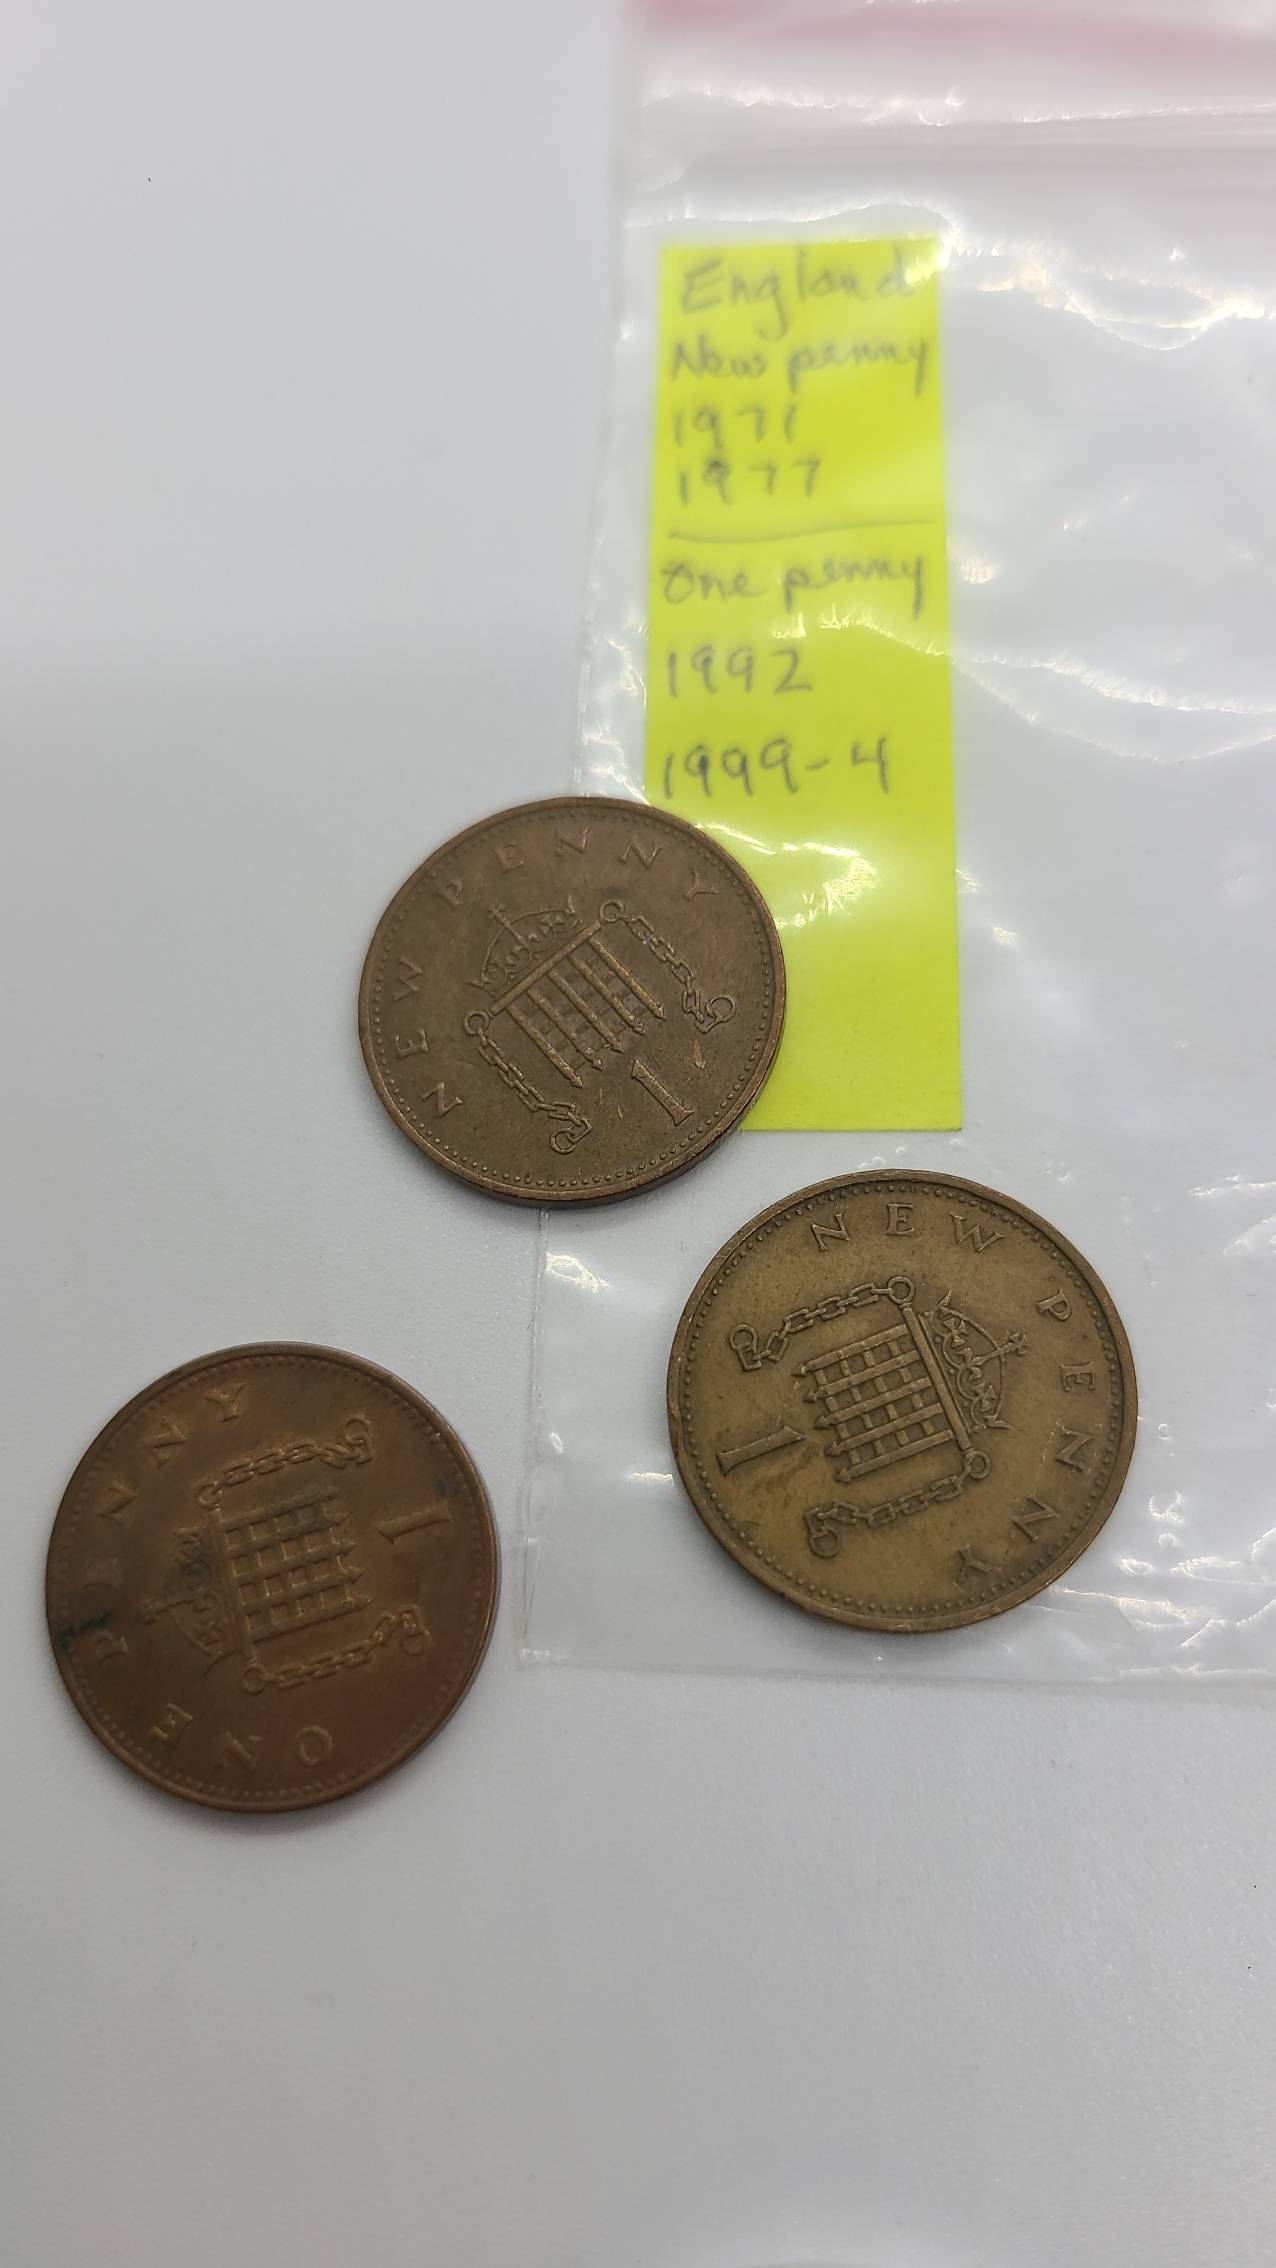 England
New penny
1971
1977
One penny
1992
1999-4
NEW PENNY
1
NEW PENNY
1
ONE PENNY
1